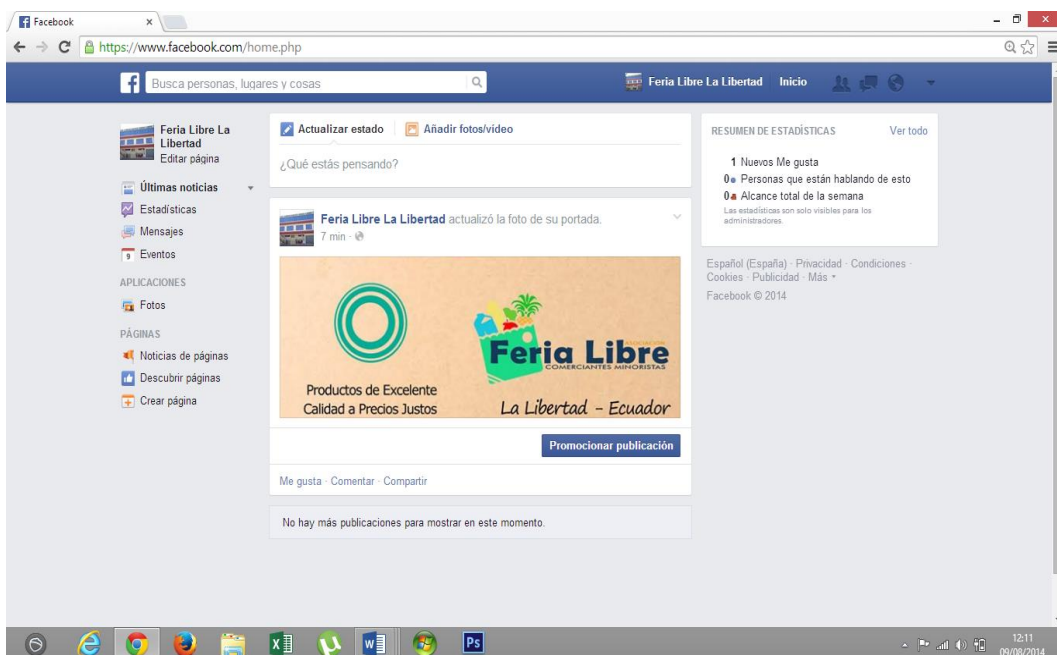 Facebook
https://www.facebook.com/home.php
Busca personas, lugares y cosas
Feria Libre La Libertad Inicio
Feria Libre La
Libertad
Editar página
Últimas noticias
Estadísticas
Mensajes
9 Eventos
APLICACIONES
Fotos
PÁGINAS
Noticias de páginas
Descubrir páginas
Crear página
Actualizar estado Añadir fotos/vídeo
¿Qué estás pensando?
Feria Libre La Libertad actualizó la foto de su portada.
7 min ·
Productos de Excelente
Calidad a Precios Justos
ASOCIACIÓN
Feria Libre
COMERCIANTES MINORISTAS
La Libertad - Ecuador
Promocionar publicación
Me gusta · Comentar · Compartir
No hay más publicaciones para mostrar en este momento.
RESUMEN DE ESTADÍSTICAS Ver todo
1 Nuevos Me gusta
0 Personas que están hablando de esto
0 Alcance total de la semana
Las estadísticas son solo visibles para los
administradores.
Español (España) · Privacidad · Condiciones ·
Cookies · Publicidad · Más
Facebook © 2014
Ps
12:11
09/08/2014